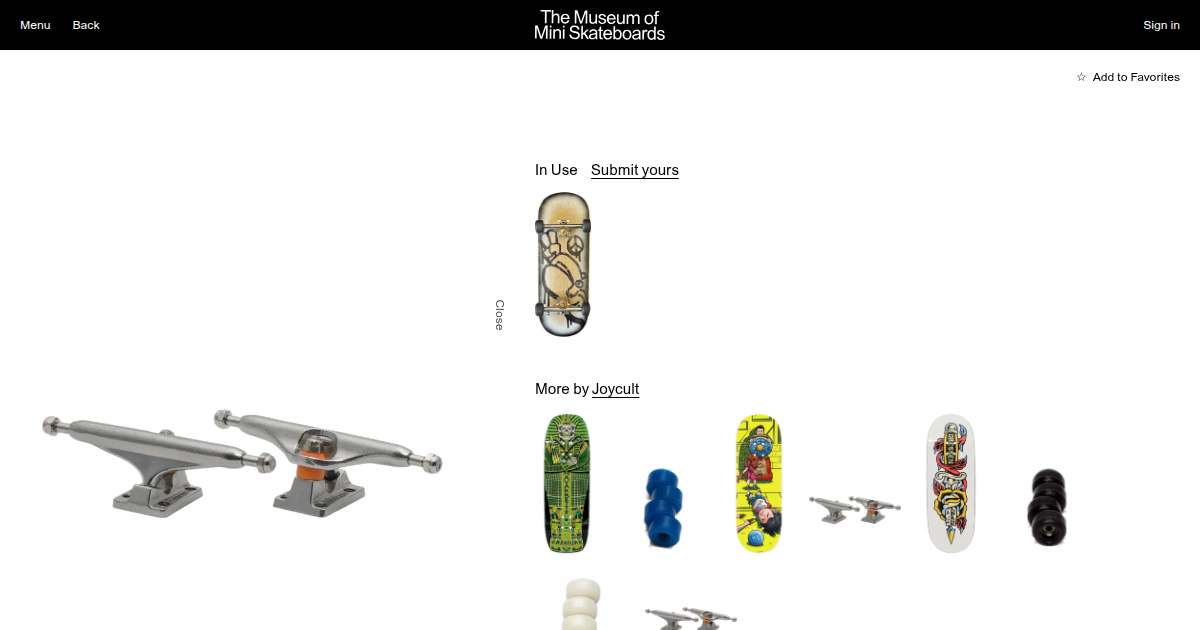 Menu
Back
The Museum of
Mini Skateboards
Sign in
☆ Add to Favorites
In Use
Submit yours
Close
More by Joycult